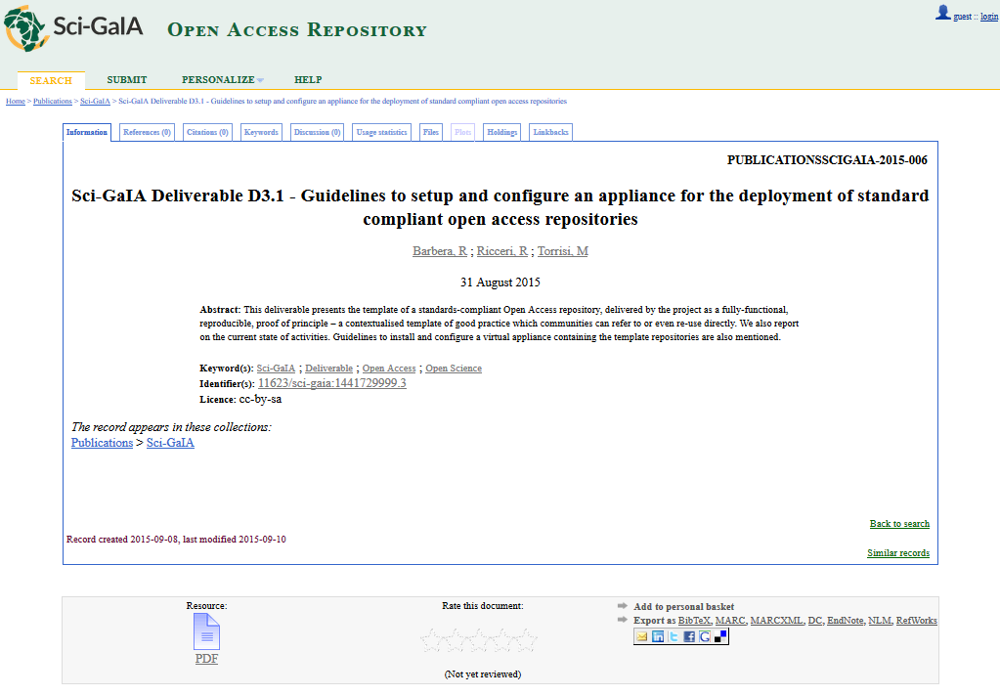 Sci-GaIA OPEN ACCESS REPOSITORY
guest :: login
SEARCH SUBMIT PERSONALIZE HELP
Home > Publications > Sci-GaIA > Sci-GaIA Deliverable D3.1 - Guidelines to setup and configure an appliance for the deployment of standard compliant open access repositories
Information References (0) Citations (0) Keywords Discussion (0) Usage statistics Files Plots Holdings Linkbacks
PUBLICATIONSSCIGAIA-2015-006
Sci-GaIA Deliverable D3.1 - Guidelines to setup and configure an appliance for the deployment of standard
compliant open access repositories
Barbera, R ; Ricceri, R ; Torrisi, M
31 August 2015
Abstract: This deliverable presents the template of a standards-compliant Open Access repository, delivered by the project as a fully-functional,
reproducible, proof of principle – a contextualised template of good practice which communities can refer to or even re-use directly. We also report
on the current state of activities. Guidelines to install and configure a virtual appliance containing the template repositories are also mentioned.
Keyword(s): Sci-GaIA ; Deliverable ; Open Access ; Open Science
Identifier(s): 11623/sci-gaia:1441729999.3
Licence: cc-by-sa
The record appears in these collections:
Publications > Sci-GaIA
Back to search
Record created 2015-09-08, last modified 2015-09-10
Similar records
Resource:
PDF
Rate this document:
(Not yet reviewed)
Add to personal basket
Export as BibTeX, MARC, MARCXML, DC, EndNote, NLM, RefWorks